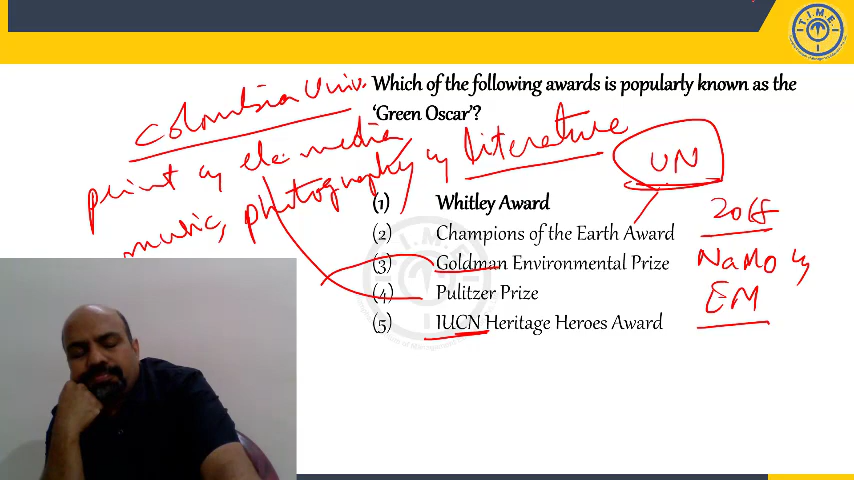 T.I.M.E.
Which of the following awards is popularly known as the
'Green Oscar'?
Colombia Univ.
print & ele media
music, photography & literature
UN
(1) Whitley Award
(2) Champions of the Earth Award
(3) Goldman Environmental Prize
(4) Pulitzer Prize
(5) IUCN Heritage Heroes Award
2018
NaMo &
EM
T.I.M.E.